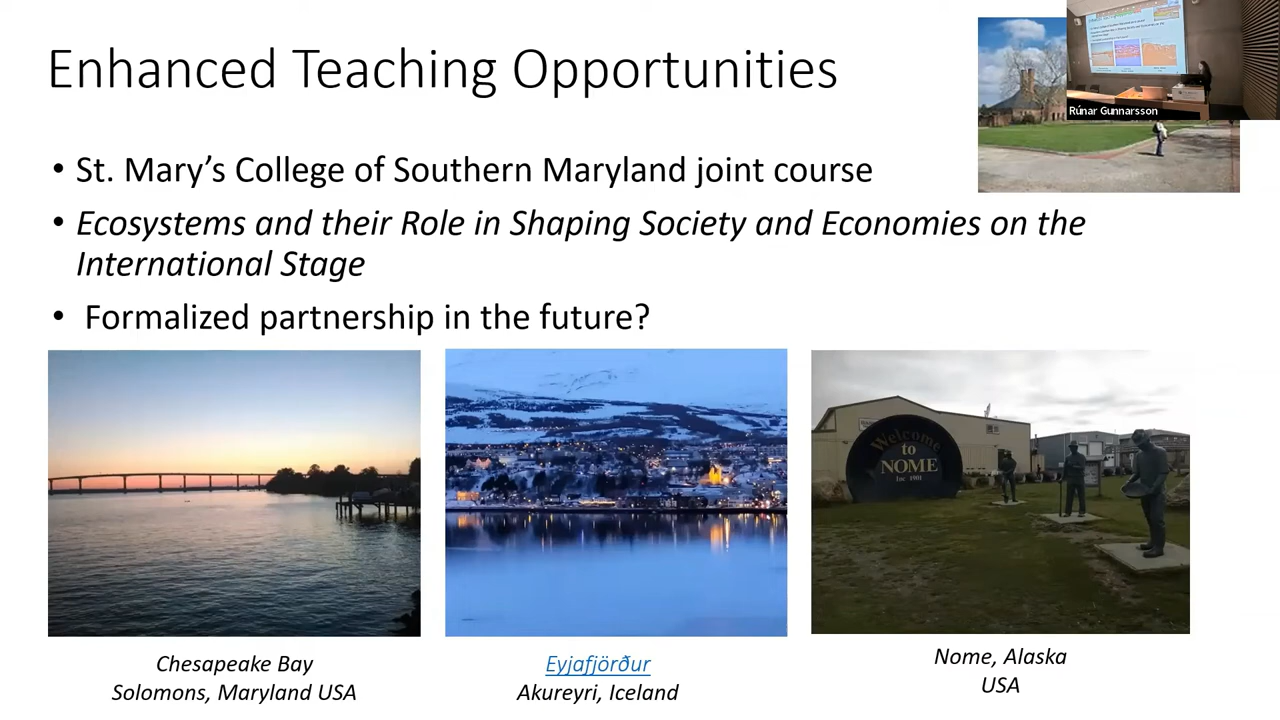 Enhanced Teaching Opportunities
Rúnar Gunnarsson
• St. Mary’s College of Southern Maryland joint course
• Ecosystems and their Role in Shaping Society and Economies on the
International Stage
• Formalized partnership in the future?
Welcome
to
NOME
Inc 1901
Chesapeake Bay
Solomons, Maryland USA
Eyjafjörður
Akureyri, Iceland
Nome, Alaska
USA